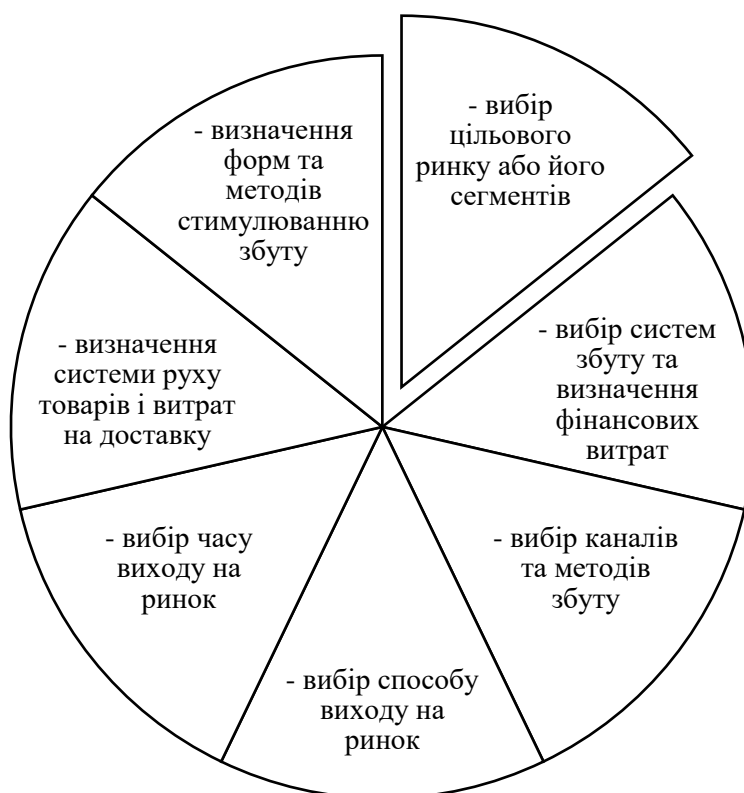 - вибір
цільового
ринку або його
сегментів
- вибір систем
збуту та
визначення
фінансових
витрат
- вибір каналів
та методів
збуту
- вибір способу
виходу на
ринок
- вибір часу
виходу на
ринок
- визначення
системи руху
товарів і витрат
на доставку
- визначення
форм та
методів
стимулюванню
збуту